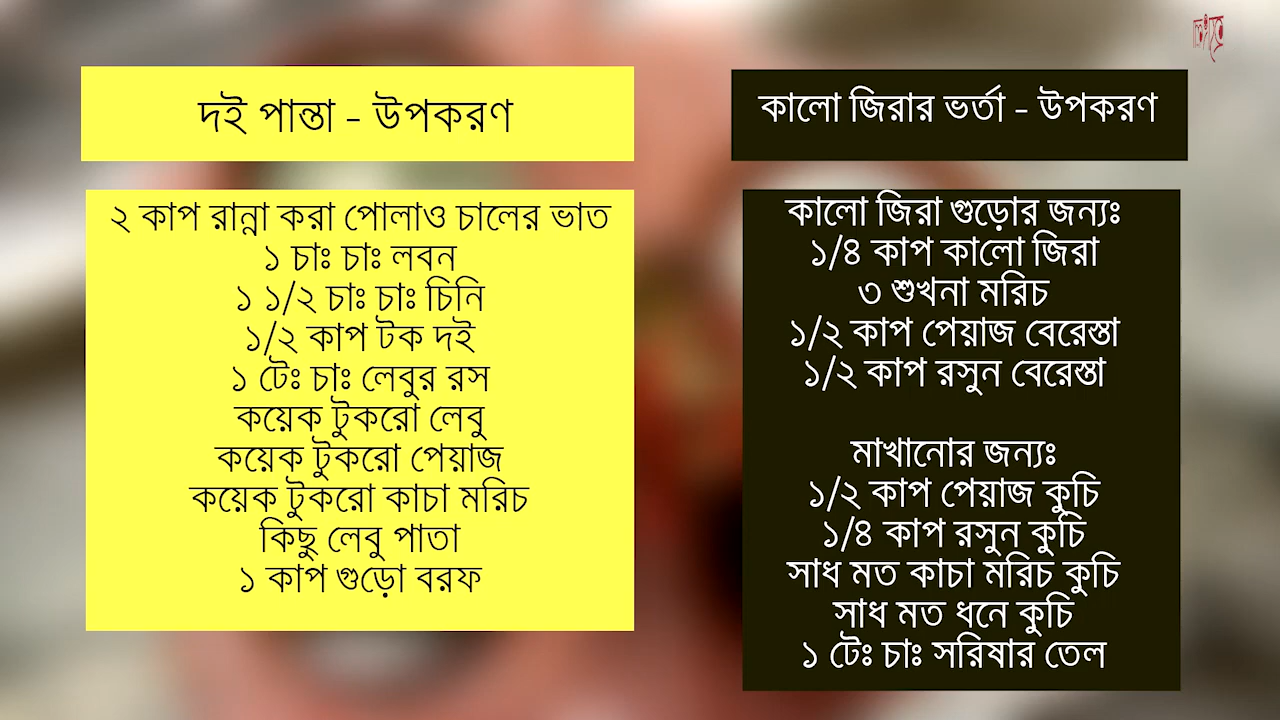 দই পান্তা - উপকরণ
২ কাপ রান্না করা পোলাও চালের ভাত
১ চাঃ চাঃ লবন
১ ১/২ চাঃ চাঃ চিনি
১/২ কাপ টক দই
১ টেঃ চাঃ লেবুর রস
কয়েক টুকরো লেবু
কয়েক টুকরো পেয়াজ
কয়েক টুকরো কাচা মরিচ
কিছু লেবু পাতা
১ কাপ গুড়ো বরফ
কালো জিরার ভর্তা - উপকরণ
কালো জিরা গুড়োর জন্যঃ
১/৪ কাপ কালো জিরা
৩ শুখনা মরিচ
১/২ কাপ পেয়াজ বেরেস্তা
১/২ কাপ রসুন বেরেস্তা
মাখানোর জন্যঃ
১/২ কাপ পেয়াজ কুচি
১/৪ কাপ রসুন কুচি
সাধ মত কাচা মরিচ কুচি
সাধ মত ধনে কুচি
১ টেঃ চাঃ সরিষার তেল